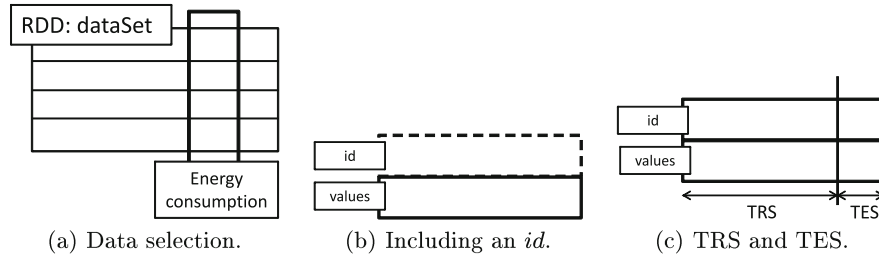 RDD: dataSet
Energy
consumption
(a) Data selection.
id
values
(b) Including an id.
id
values
TRS
TES
(c) TRS and TES.